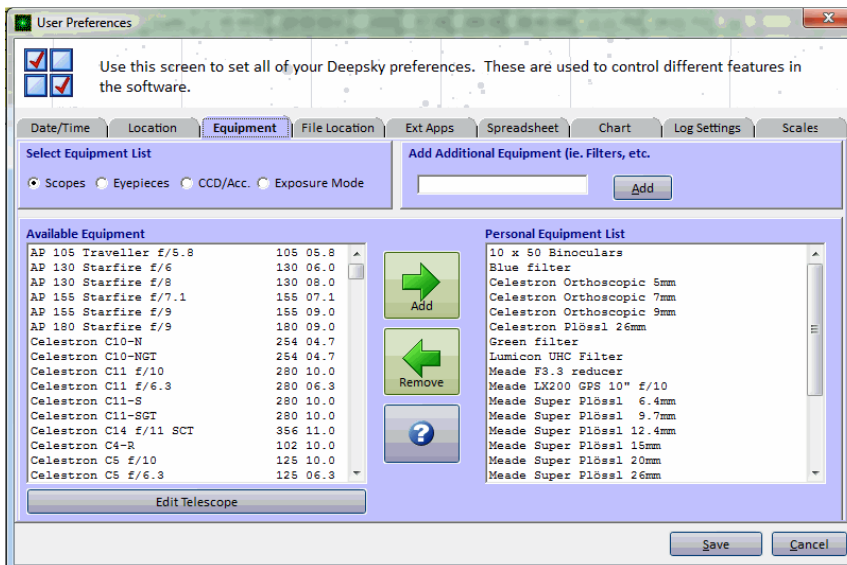 User Preferences
Use this screen to set all of your Deepsky preferences.  These are used to control different features in
the software.
Date/Time Location Equipment File Location Ext Apps Spreadsheet Chart Log Settings Scales
Select Equipment List
Scopes Eyepieces CCD/Acc. Exposure Mode
Add Additional Equipment (ie. Filters, etc.
Add
Available Equipment
AP 105 Traveller f/5.8 105 05.8
AP 130 Starfire f/6 130 06.0
AP 130 Starfire f/8 130 08.0
AP 155 Starfire f/7.1 155 07.1
AP 155 Starfire f/9 155 09.0
AP 180 Starfire f/9 180 09.0
Celestron C10-N 254 04.7
Celestron C10-NGT 254 04.7
Celestron C11 f/10 280 10.0
Celestron C11 f/6.3 280 06.3
Celestron C11-S 280 10.0
Celestron C11-SGT 280 10.0
Celestron C14 f/11 SCT 356 11.0
Celestron C4-R 102 10.0
Celestron C5 f/10 125 10.0
Celestron C5 f/6.3 125 06.3
Edit Telescope
Add
Remove
?
Personal Equipment List
10 x 50 Binoculars
Blue filter
Celestron Orthoscopic 5mm
Celestron Orthoscopic 7mm
Celestron Orthoscopic 9mm
Celestron Plössl 26mm
Green filter
Lumicon UHC Filter
Meade F3.3 reducer
Meade LX200 GPS 10" f/10
Meade Super Plössl  6.4mm
Meade Super Plössl  9.7mm
Meade Super Plössl 12.4mm
Meade Super Plössl 15mm
Meade Super Plössl 20mm
Meade Super Plössl 26mm
Save Cancel